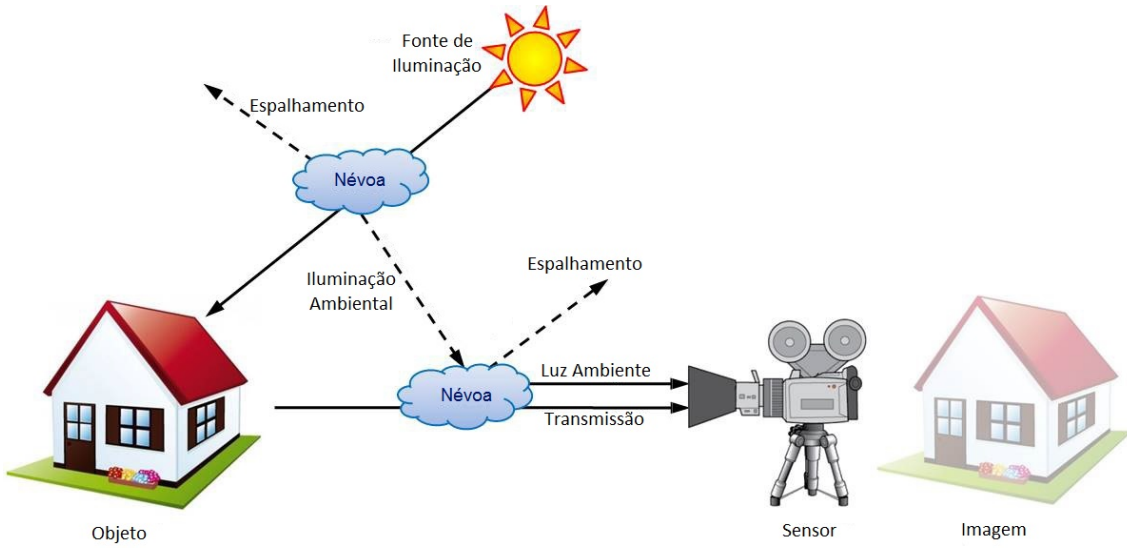 Fonte de
Iluminação
Espalhamento
Névoa
Iluminação
Ambiental
Espalhamento
Névoa
Luz Ambiente
Transmissão
Objeto
Sensor
Imagem